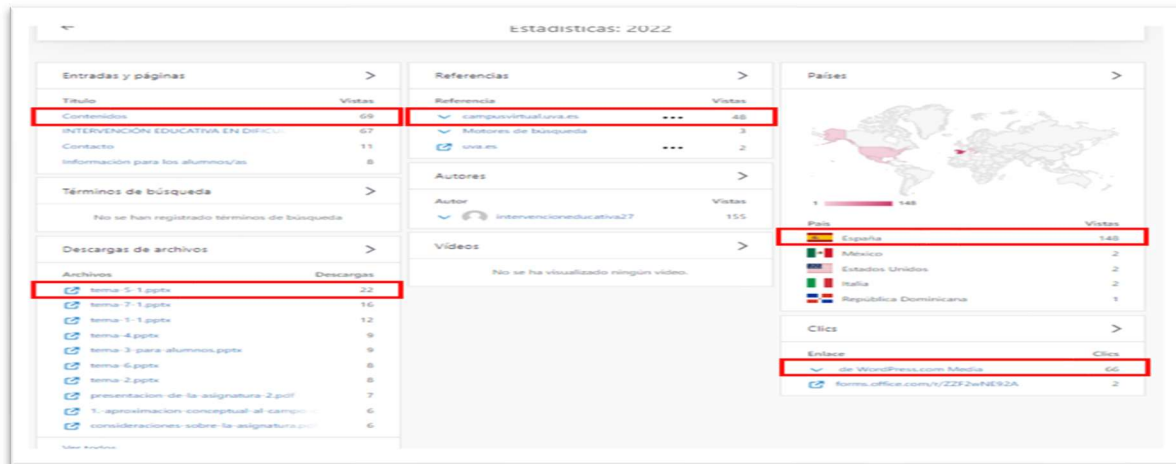 Estadísticas: 2022
Entradas y páginas >
Título Vistas
Contenidos 69
INTERVENCIÓN EDUCATIVA EN DIFICU
Contacto 11
Información para los alumnos/as 8
Términos de búsqueda >
No se han registrado términos de búsqueda
Descargas de archivos >
Archivos Descargas
tema-5-1.pptx 22
tema-7-1.pptx 16
tema-1-1.pptx 12
tema-4.pptx 9
tema-3-para-alumnos.pptx 9
tema-6.pptx 8
tema-2.pptx 8
presentacion-de-la-asignatura-2.pdf 7
1.-aproximacion-conceptual-al-campo 6
consideraciones-sobre-la-asignatura.pdf 6
Ver todos
Referencias >
Referencia Vistas
campusvirtual.uva.es ••• 48
Motores de búsqueda 3
uva.es ••• 2
Autores >
Autor Vistas
intervencioneducativa27 155
Vídeos >
No se ha visualizado ningún vídeo.
Países >
1 148
País Vistas
España 148
México 2
Estados Unidos 2
Italia 2
República Dominicana 1
Clics >
Enlace Clics
de WordPress.com Media 66
forms.office.com/r/ZZF2wNE92A 2